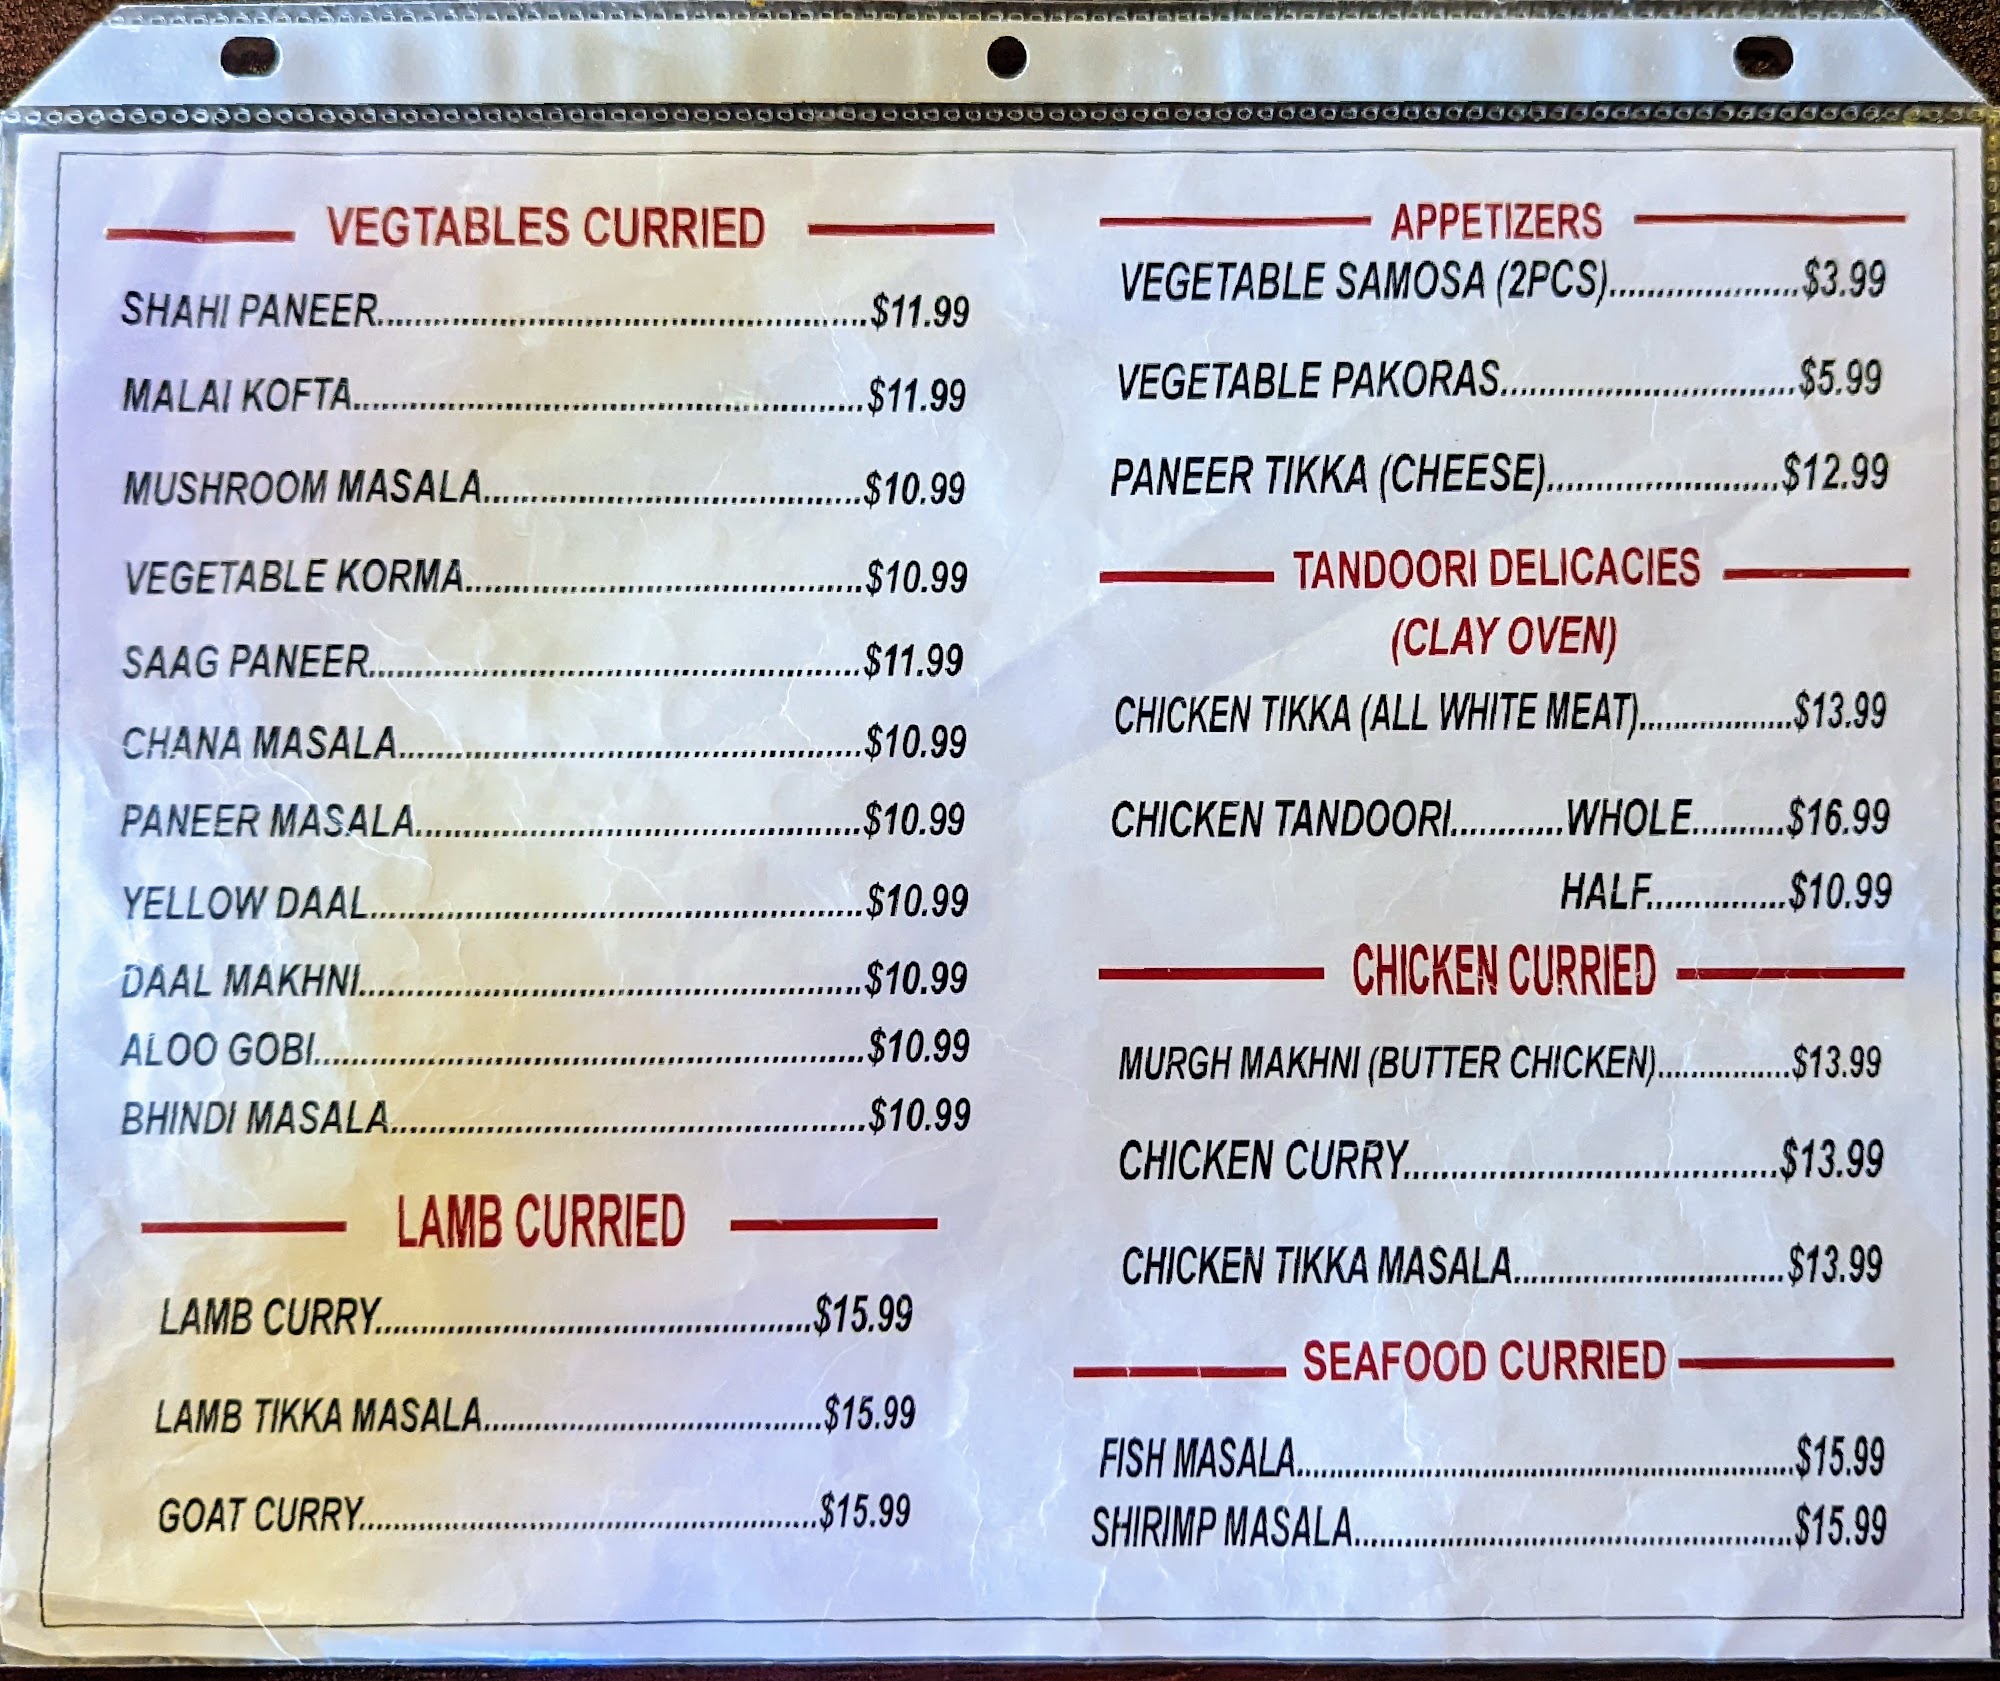 VEGTABLES CURRIED
SHAHI PANEER.....................................................$11.99
MALAI KOFTA.......................................................$11.99
MUSHROOM MASALA.........................................$10.99
VEGETABLE KORMA...........................................$10.99
SAAG PANEER.....................................................$11.99
CHANA MASALA..................................................$10.99
PANEER MASALA................................................$10.99
YELLOW DAAL.....................................................$10.99
DAAL MAKHNI......................................................$10.99
ALOO GOBI...........................................................$10.99
BHINDI MASALA...................................................$10.99
LAMB CURRIED
LAMB CURRY...............................................$15.99
LAMB TIKKA MASALA....................................$15.99
GOAT CURRY.................................................$15.99
APPETIZERS
VEGETABLE SAMOSA (2PCS)....................$3.99
VEGETABLE PAKORAS...............................$5.99
PANEER TIKKA (CHEESE).........................$12.99
TANDOORI DELICACIES
(CLAY OVEN)
CHICKEN TIKKA (ALL WHITE MEAT).................$13.99
CHICKEN TANDOORI............WHOLE..........$16.99
HALF...............$10.99
CHICKEN CURRIED
MURGH MAKHNI (BUTTER CHICKEN)................$13.99
CHICKEN CURRY........................................$13.99
CHICKEN TIKKA MASALA.............................$13.99
SEAFOOD CURRIED
FISH MASALA......................................................$15.99
SHIRIMP MASALA...............................................$15.99